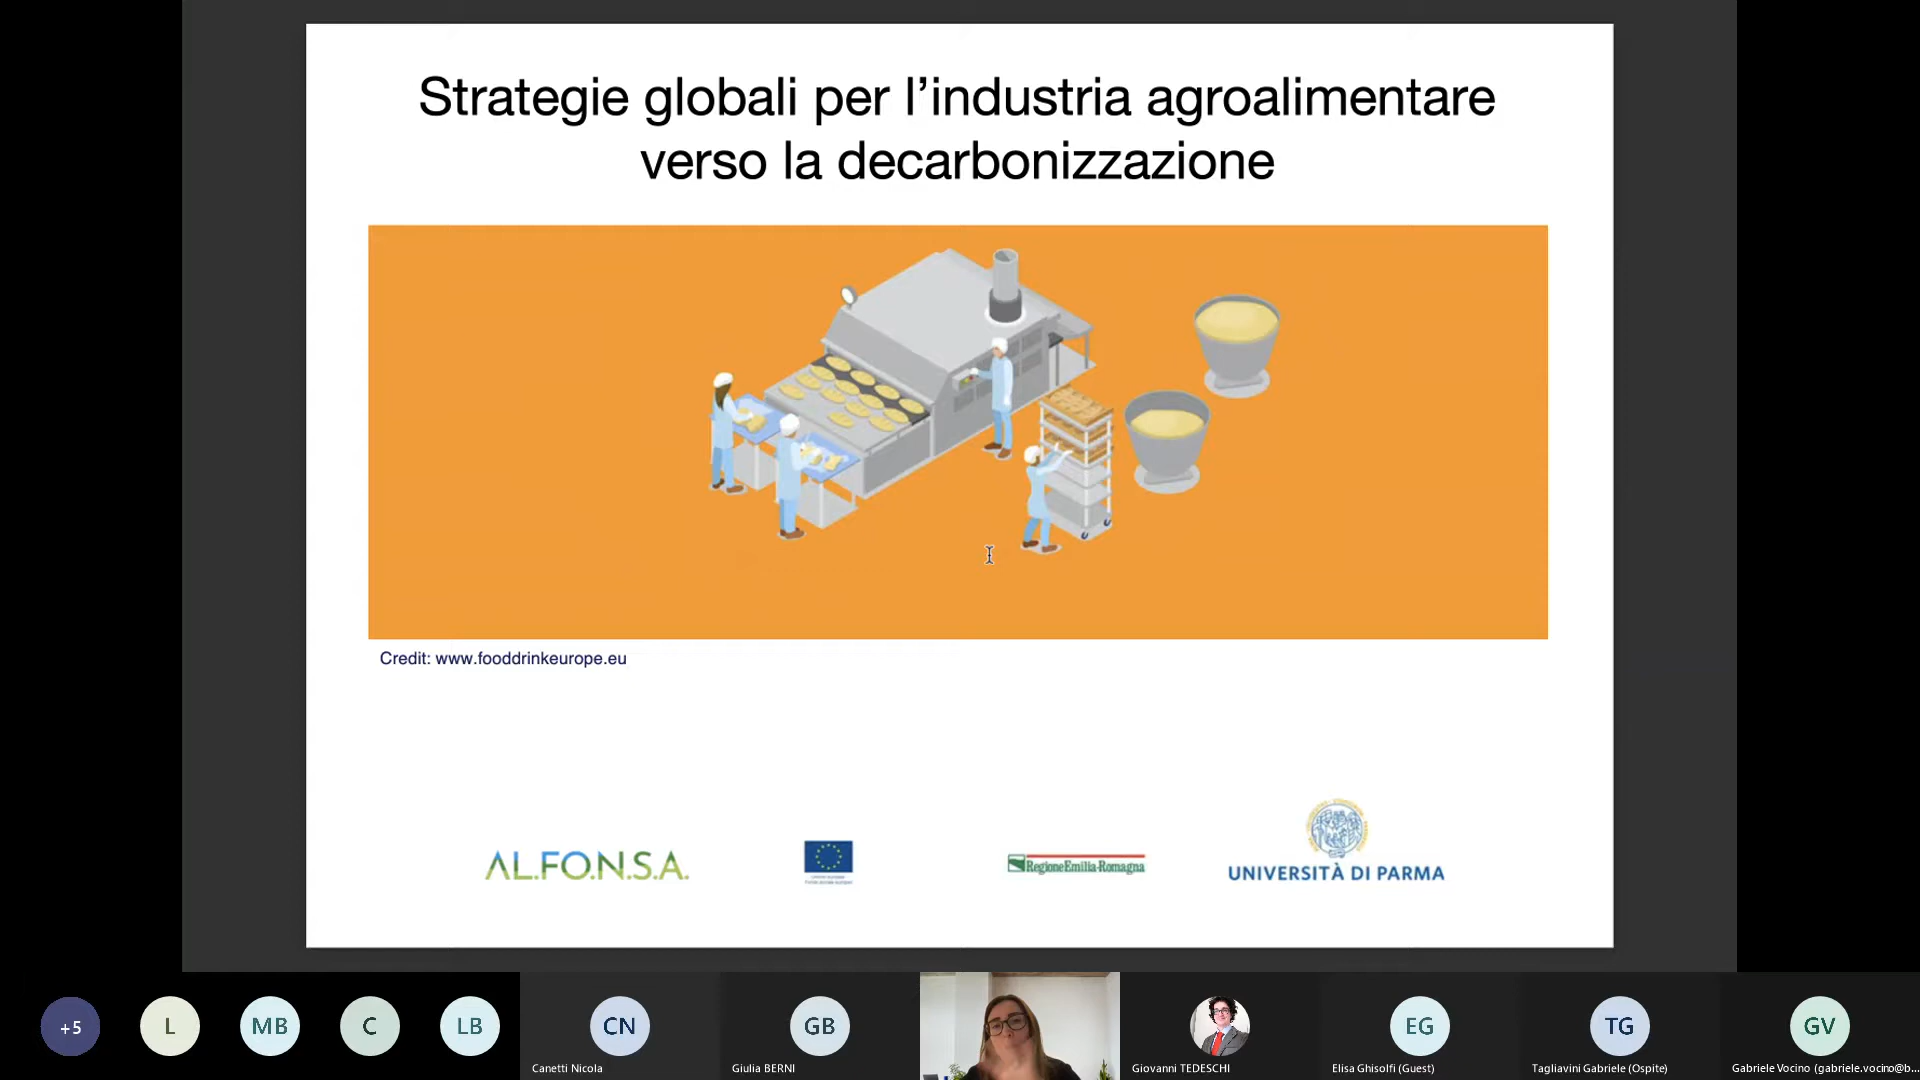 Strategie globali per l’industria agroalimentare
verso la decarbonizzazione
Credit: www.fooddrinkeurope.eu
AL.FO.N.S.A.
RegioneEmilia-Romagna
UNIVERSITÀ DI PARMA
+5
L
MB
C
LB
CN
GB
EG
TG
GV
Canetti Nicola
Giulia BERNI
Giovanni TEDESCHI
Elisa Ghisolfi (Guest)
Tagliavini Gabriele (Ospite)
Gabriele Vocino (gabriele.vocino@b...